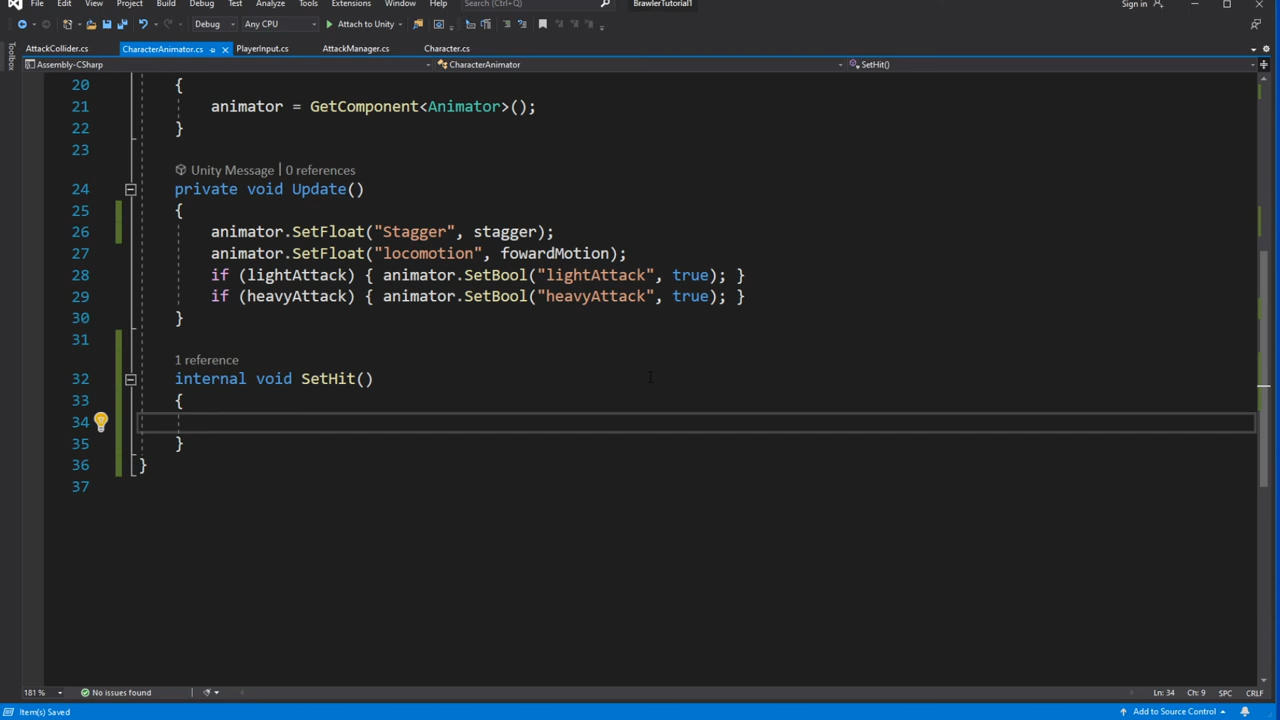 File Edit View Git Project Build Debug Test Analyze Tools Extensions Window Help Search (Ctrl+Q) BrawlerTutorial1 Sign in
Debug Any CPU Attach to Unity
Toolbox
AttackCollider.cs CharacterAnimator.cs PlayerInput.cs AttackManager.cs Character.cs
Assembly-CSharp CharacterAnimator SetHit()
20 {
21 animator = GetComponent<Animator>();
22 }
23
Unity Message | 0 references
24 private void Update()
25 {
26 animator.SetFloat("Stagger", stagger);
27 animator.SetFloat("locomotion", fowardMotion);
28 if (lightAttack) { animator.SetBool("lightAttack", true); }
29 if (heavyAttack) { animator.SetBool("heavyAttack", true); }
30 }
31
1 reference
32 internal void SetHit()
33 {
34
35 }
36 }
37
181 % No issues found Ln: 34 Ch: 9 SPC CRLF
Item(s) Saved Add to Source Control